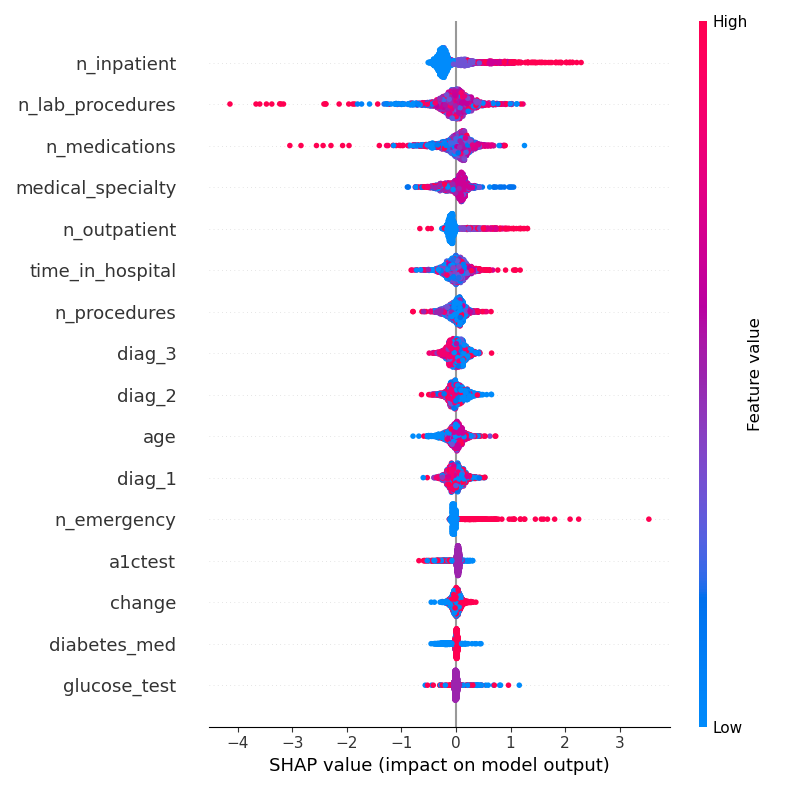 High
n_inpatient
n_lab_procedures
n_medications
medical_specialty
n_outpatient
time_in_hospital
n_procedures
diag_3
diag_2
age
diag_1
n_emergency
a1ctest
change
diabetes_med
glucose_test
Feature value
Low
−4 −3 −2 −1 0 1 2 3
SHAP value (impact on model output)